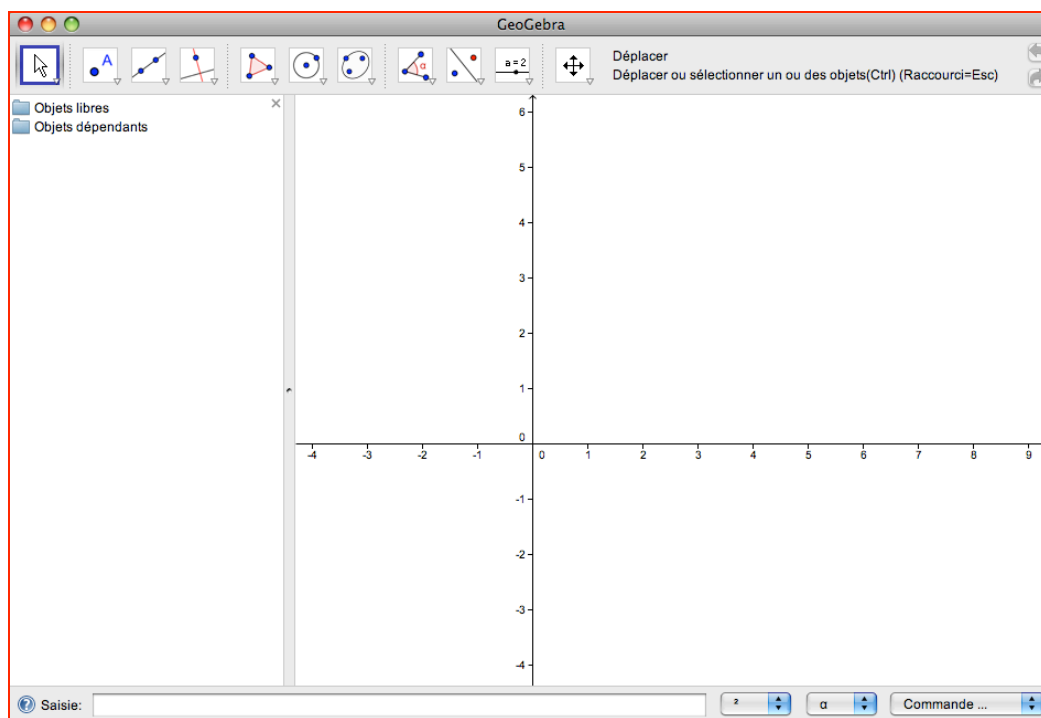 GeoGebra
A
α
a = 2
Déplacer
Déplacer ou sélectionner un ou des objets(Ctrl) (Raccourci=Esc)
Objets libres
Objets dépendants
6
5
4
3
2
1
0
-4 -3 -2 -1 0 1 2 3 4 5 6 7 8 9
-1
-2
-3
-4
Saisie: ² α Commande ...